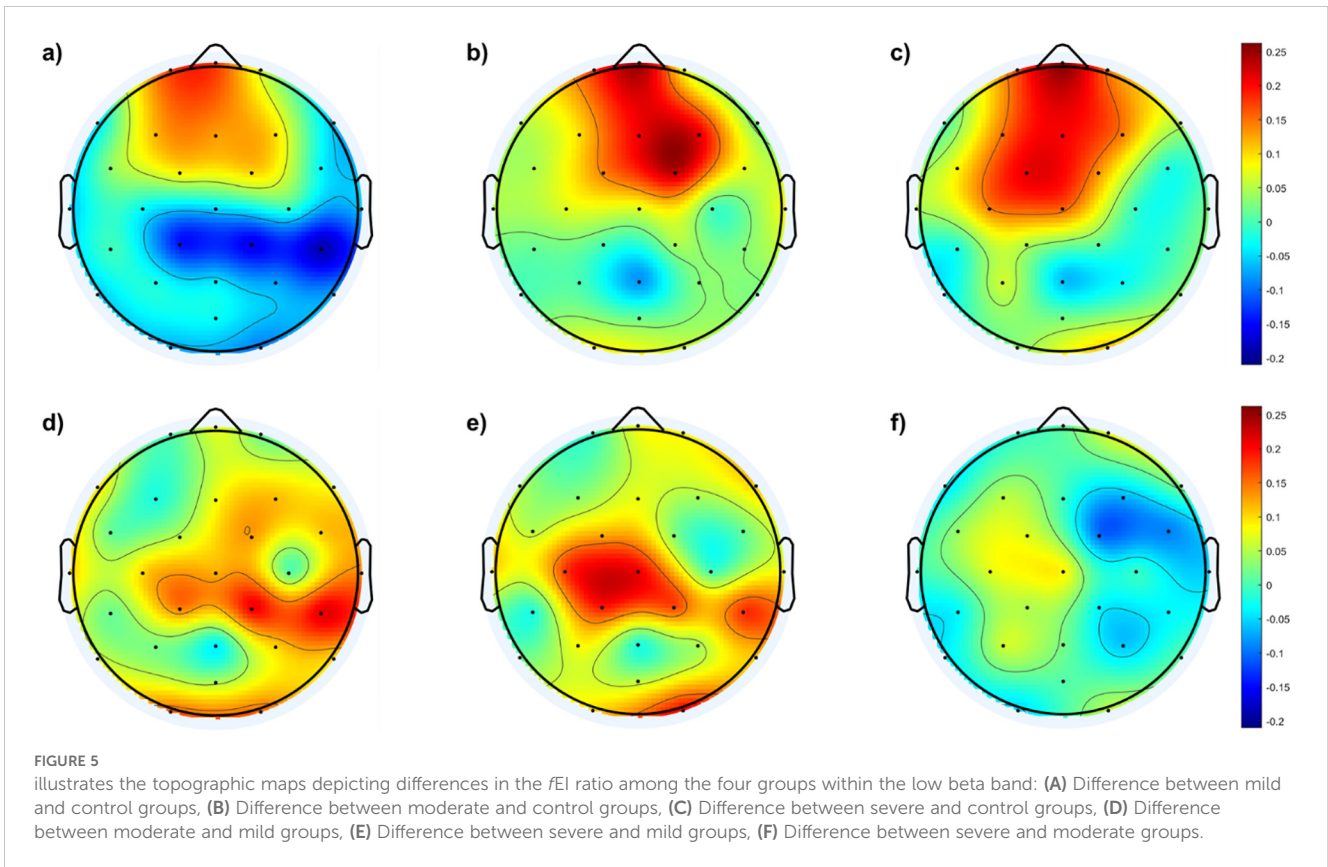 a)
b)
c)
0.25
0.2
0.15
0.1
0.05
0
-0.05
-0.1
-0.15
-0.2
d)
e)
f)
0.25
0.2
0.15
0.1
0.05
0
-0.05
-0.1
-0.15
-0.2
FIGURE 5
illustrates the topographic maps depicting differences in the fEI ratio among the four groups within the low beta band: (A) Difference between mild
and control groups, (B) Difference between moderate and control groups, (C) Difference between severe and control groups, (D) Difference
between moderate and mild groups, (E) Difference between severe and mild groups, (F) Difference between severe and moderate groups.